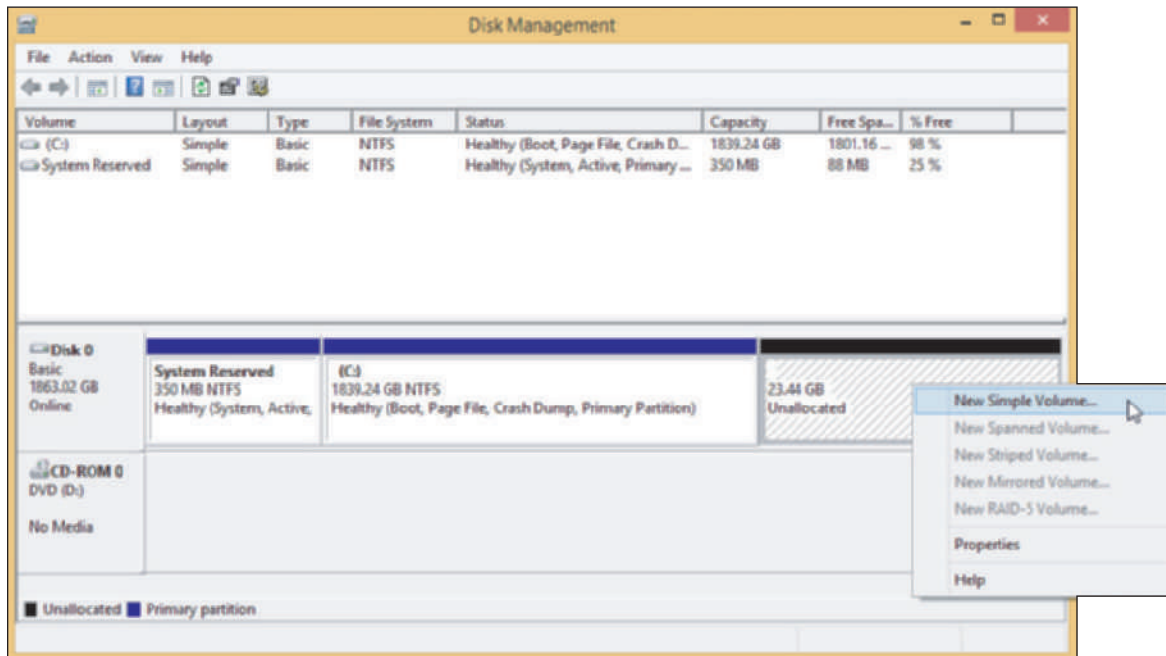 Disk Management
File Action View Help
Volume Layout Type File System Status Capacity Free Spa... % Free
(C:) Simple Basic NTFS Healthy (Boot, Page File, Crash D... 1839.24 GB 1801.16 ... 98 %
System Reserved Simple Basic NTFS Healthy (System, Active, Primary ... 350 MB 88 MB 25 %
Disk 0
Basic
1863.02 GB
Online
System Reserved
350 MB NTFS
Healthy (System, Active,
(C:)
1839.24 GB NTFS
Healthy (Boot, Page File, Crash Dump, Primary Partition)
23.44 GB
Unallocated
New Simple Volume...
New Spanned Volume...
New Striped Volume...
New Mirrored Volume...
New RAID-5 Volume...
Properties
Help
CD-ROM 0
DVD (D:)
No Media
Unallocated Primary partition